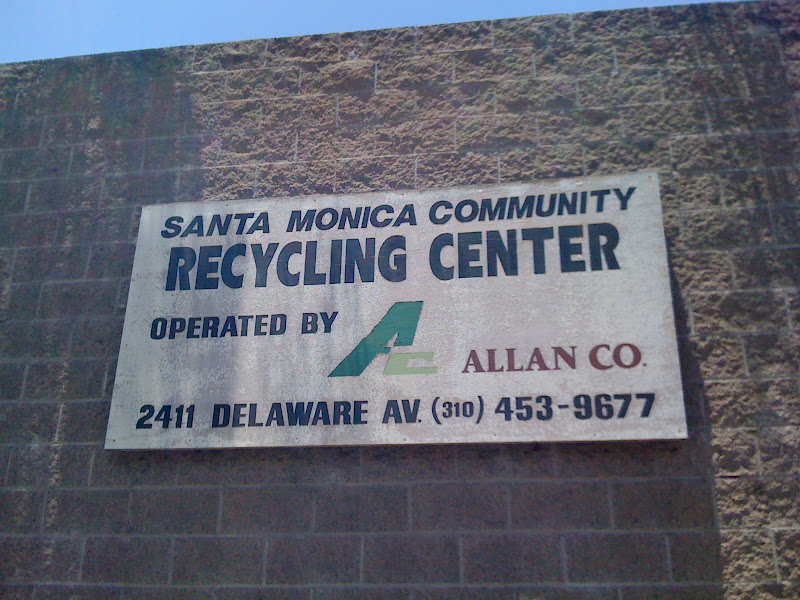 SANTA MONICA COMMUNITY
RECYCLING CENTER
OPERATED BY AC ALLAN CO.
2411 DELAWARE AV. (310) 453-9677